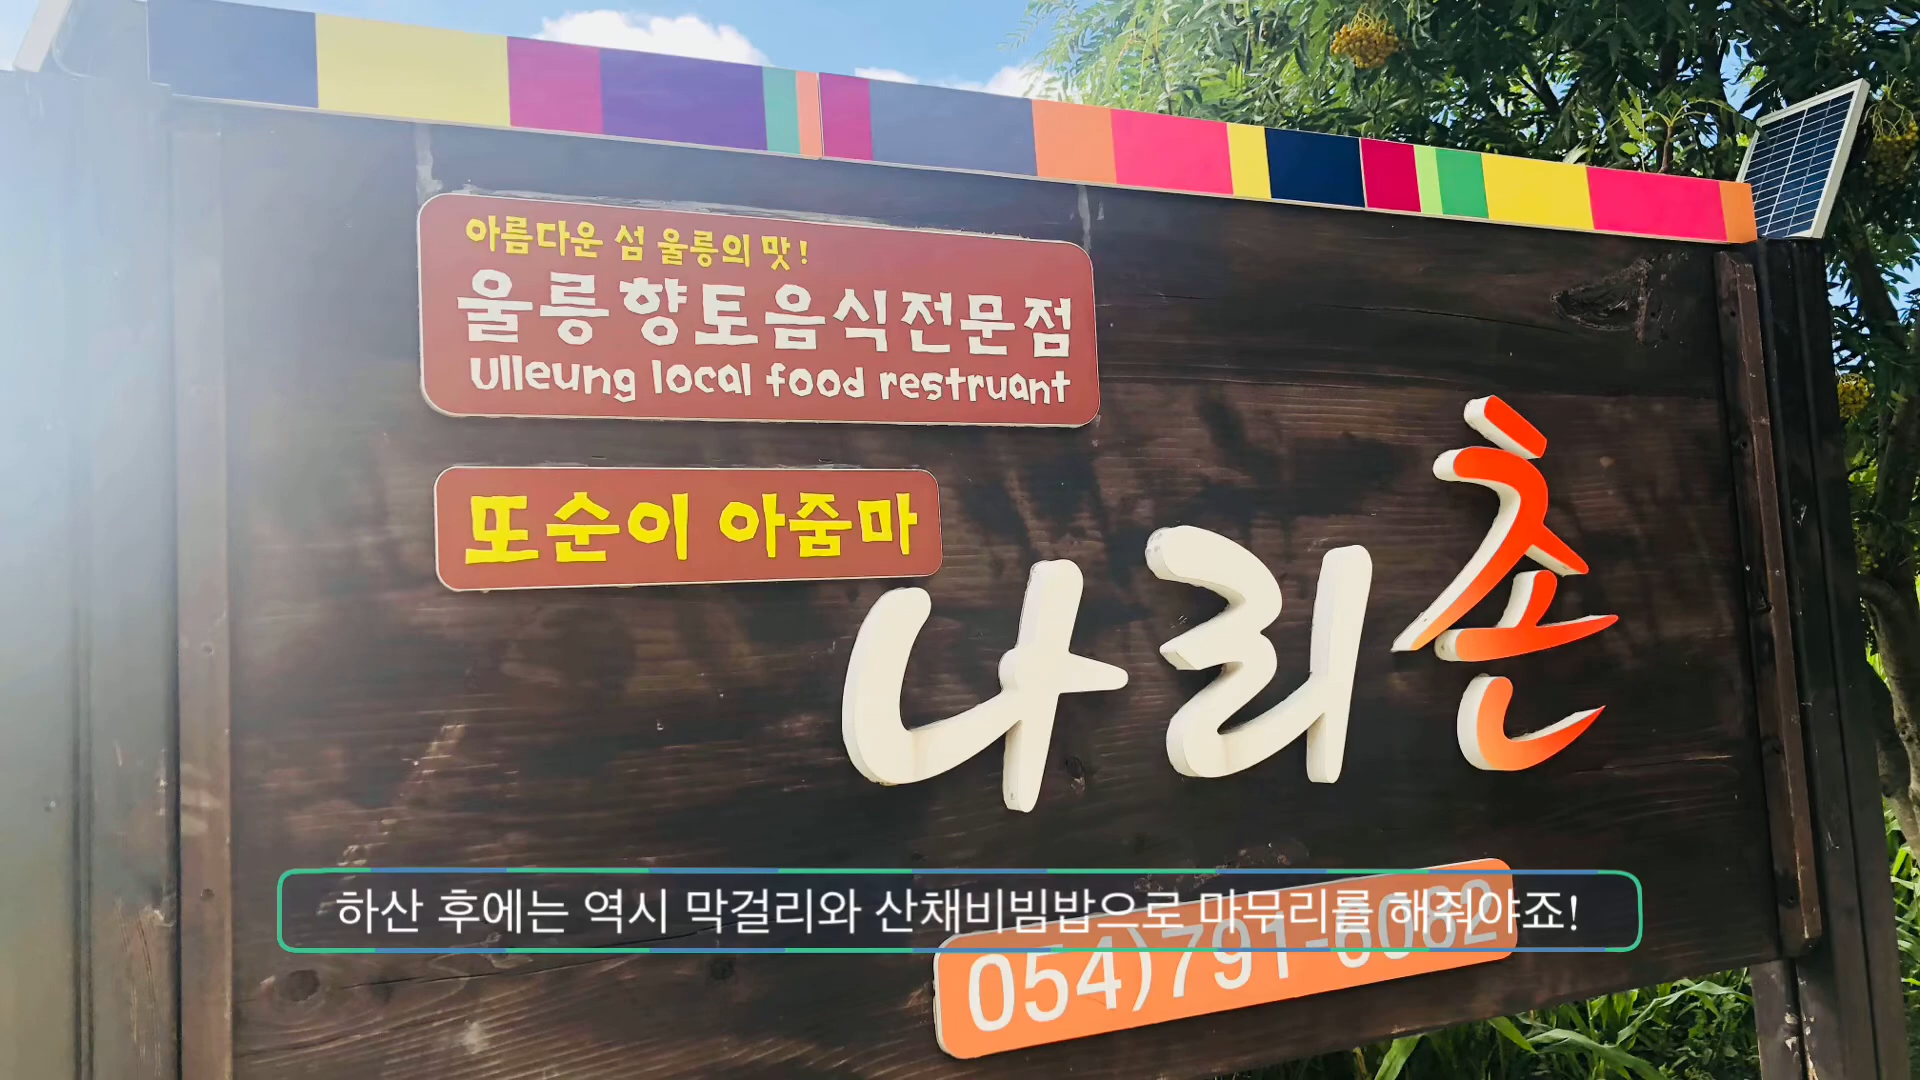 아름다운 섬 울릉의 맛!
울릉향토음식전문점
Ulleung local food restruant
또순이 아줌마
나리촌
하산 후에는 역시 막걸리와 산채비빔밥으로 마무리를 해줘야죠!
054)791-6082